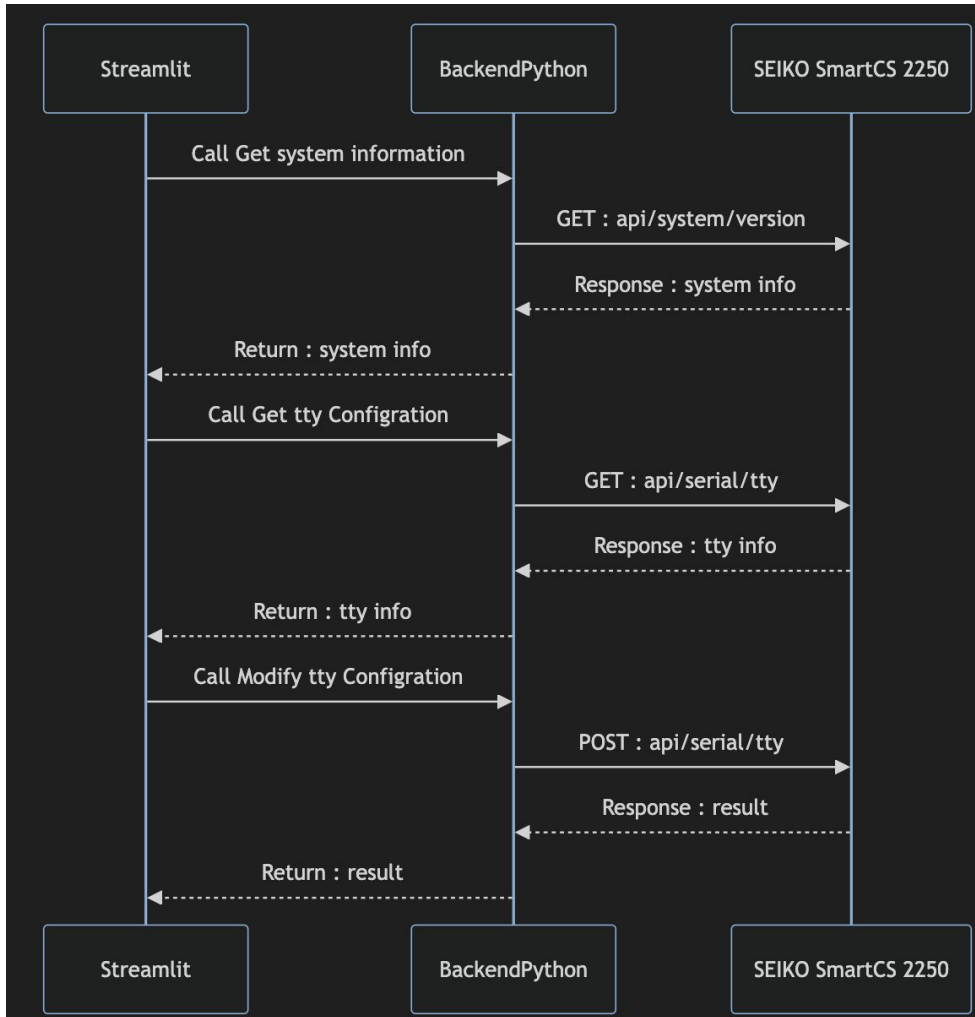 Streamlit
BackendPython
SEIKO SmartCS 2250
Call Get system information
GET : api/system/version
Response : system info
Return : system info
Call Get tty Configration
GET : api/serial/tty
Response : tty info
Return : tty info
Call Modify tty Configration
POST : api/serial/tty
Response : result
Return : result
Streamlit
BackendPython
SEIKO SmartCS 2250